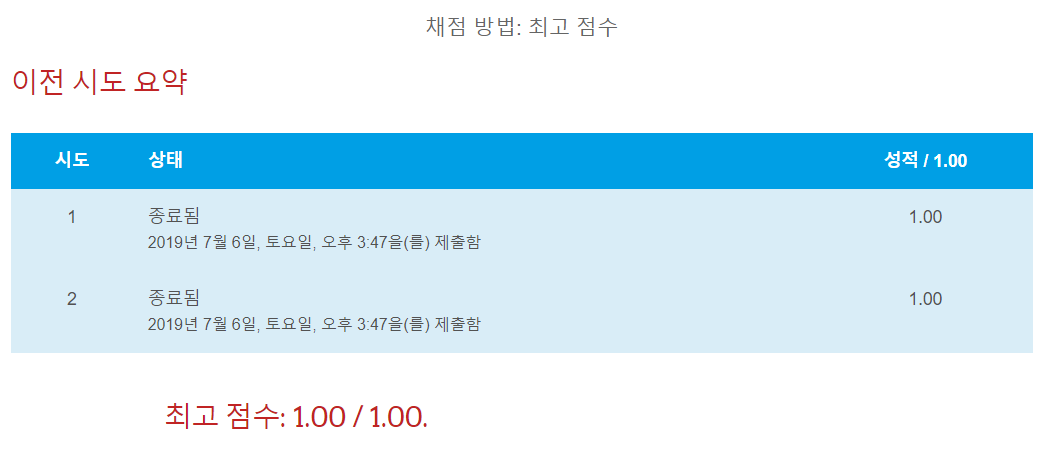 채점 방법: 최고 점수
이전 시도 요약
시도 상태 성적 / 1.00
1 종료됨 1.00
2019년 7월 6일, 토요일, 오후 3:47을(를) 제출함
2 종료됨 1.00
2019년 7월 6일, 토요일, 오후 3:47을(를) 제출함
최고 점수: 1.00 / 1.00.